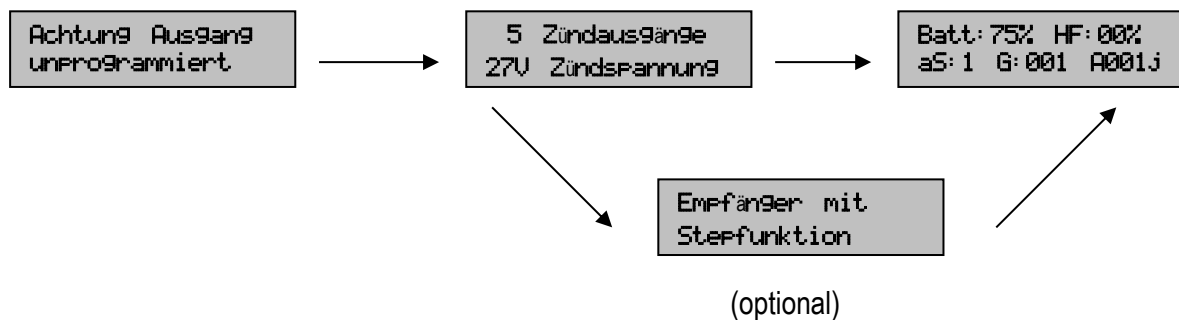 Achtung Ausgang
unprogrammiert
5 Zündausgänge
27V Zündspannung
Batt:75% HF:00%
aS:1 G:001 A001j
Empfänger mit
Stepfunktion
(optional)